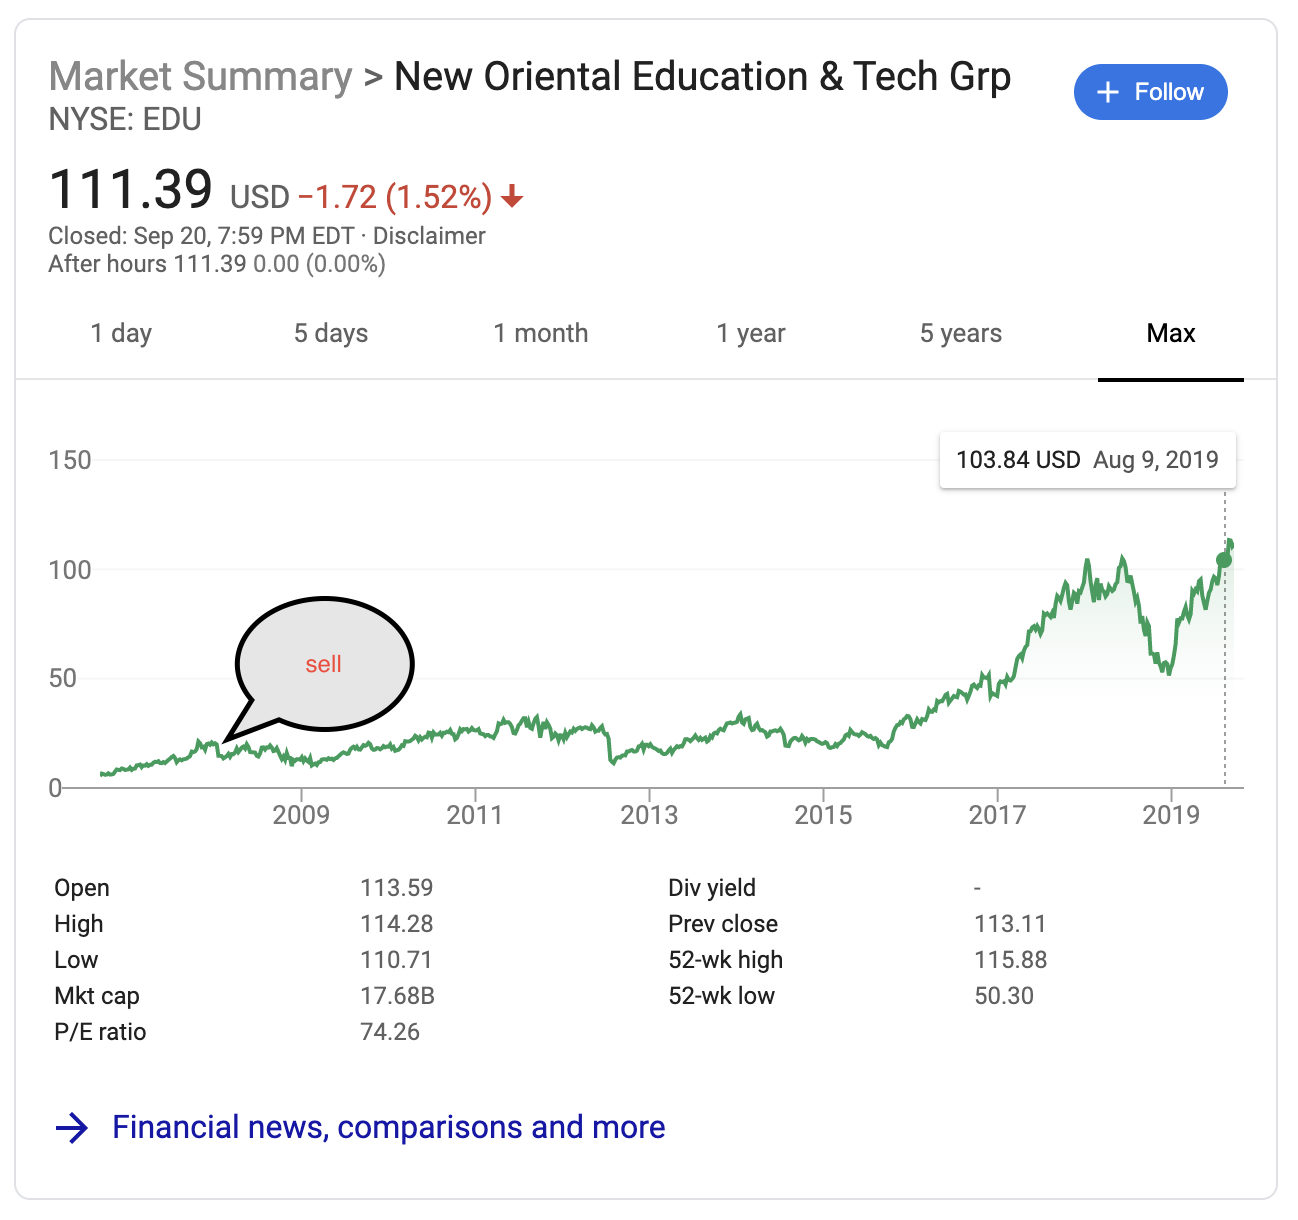 Market Summary > New Oriental Education & Tech Grp
NYSE: EDU
+ Follow
111.39 USD −1.72 (1.52%)
Closed: Sep 20, 7:59 PM EDT · Disclaimer
After hours 111.39 0.00 (0.00%)
1 day 5 days 1 month 1 year 5 years Max
103.84 USD Aug 9, 2019
150
100
50
0
sell
2009 2011 2013 2015 2017 2019
Open 113.59 Div yield -
High 114.28 Prev close 113.11
Low 110.71 52-wk high 115.88
Mkt cap 17.68B 52-wk low 50.30
P/E ratio 74.26
Financial news, comparisons and more